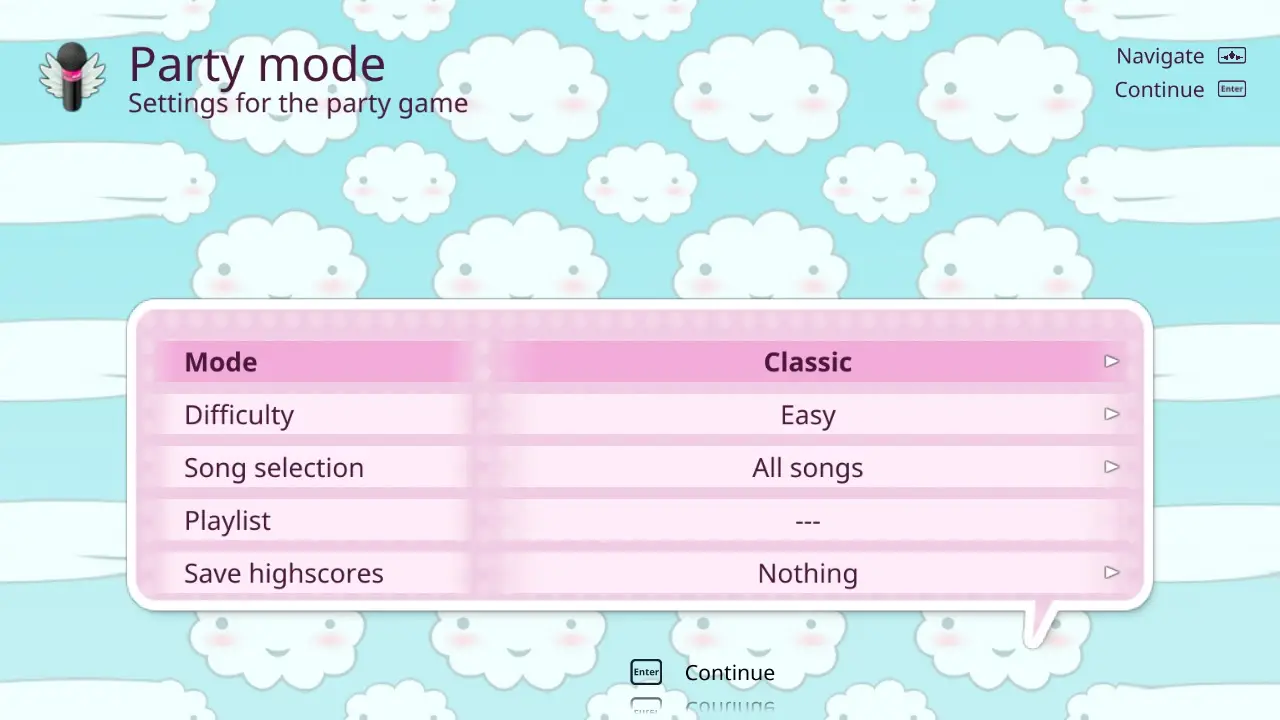 Party mode
Settings for the party game
Navigate
Continue Enter
Mode Classic
Difficulty Easy
Song selection All songs
Playlist ---
Save highscores Nothing
Enter Continue